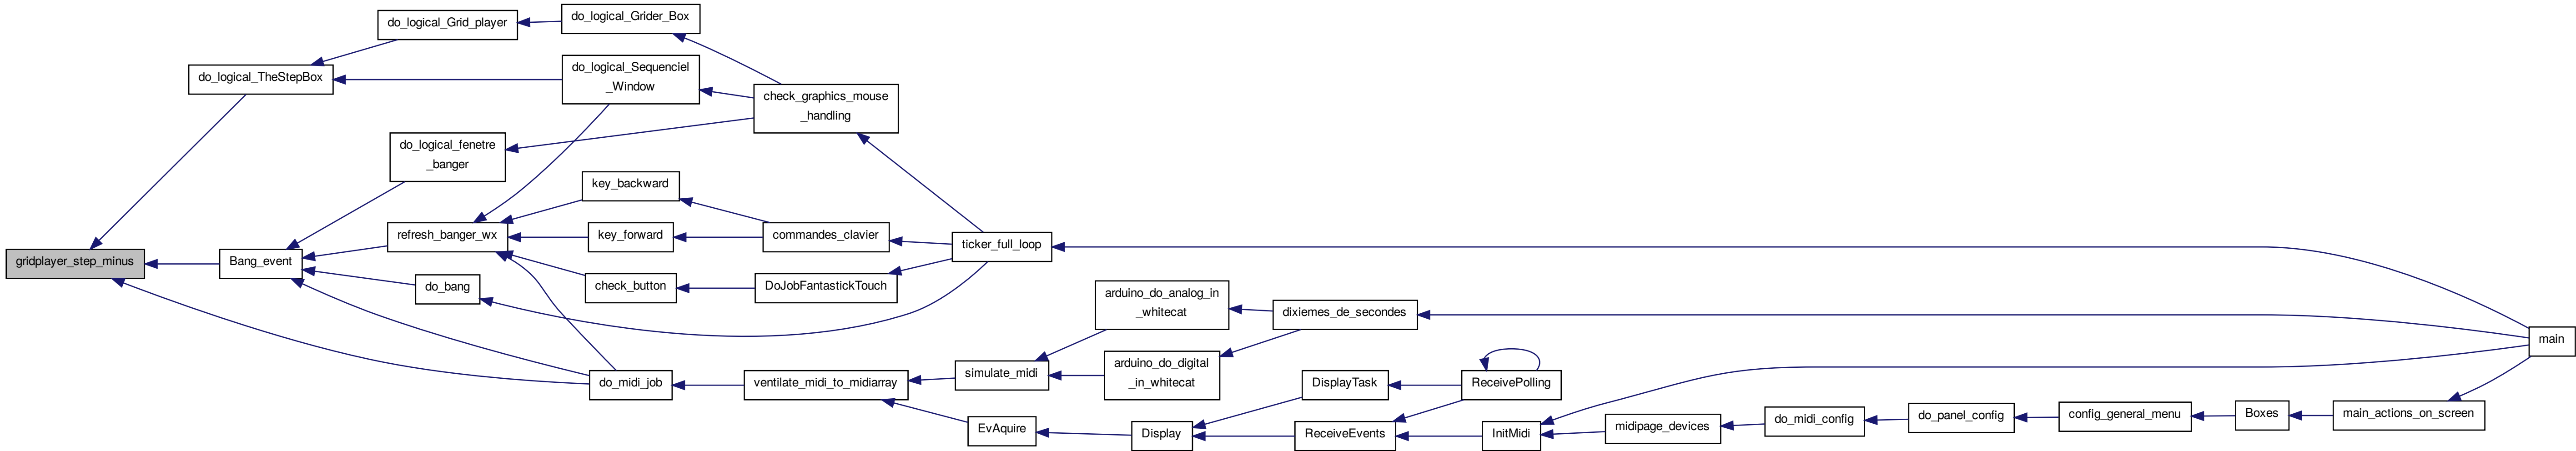 do_logical_Grid_player
do_logical_Grider_Box
do_logical_TheStepBox
do_logical_Sequenciel
_Window
check_graphics_mouse
_handling
do_logical_fenetre
_banger
key_backward
refresh_banger_wx
key_forward
commandes_clavier
ticker_full_loop
gridplayer_step_minus
Bang_event
do_bang
check_button
DoJobFantastickTouch
arduino_do_analog_in
_whitecat
dixiemes_de_secondes
main
simulate_midi
arduino_do_digital
_in_whitecat
do_midi_job
ventilate_midi_to_midiarray
DisplayTask
ReceivePolling
EvAquire
Display
ReceiveEvents
InitMidi
midipage_devices
do_midi_config
do_panel_config
config_general_menu
Boxes
main_actions_on_screen